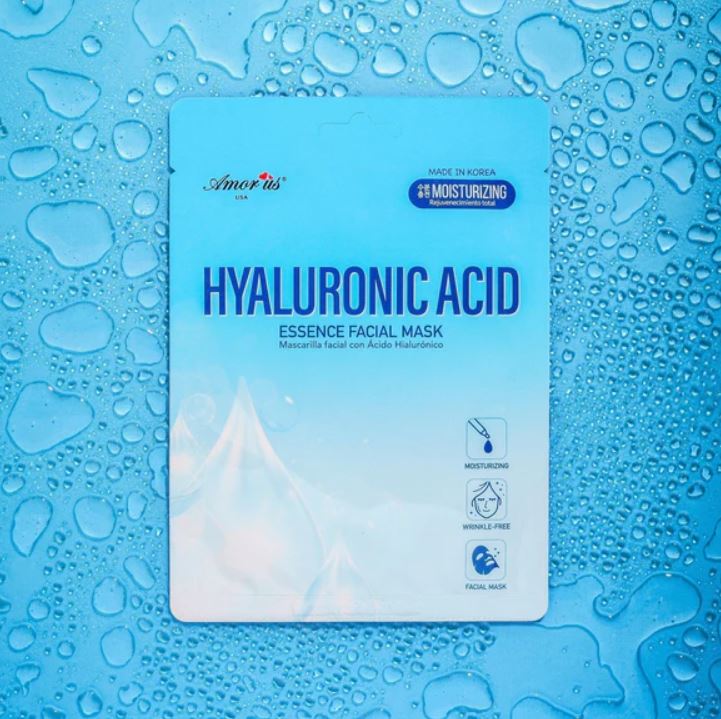 Amor us®
USA
MADE IN KOREA
MOISTURIZING
Rejuvenecimiento total
HYALURONIC ACID
ESSENCE FACIAL MASK
Mascarilla facial con Ácido Hialurónico
MOISTURIZING
WRINKLE-FREE
FACIAL MASK